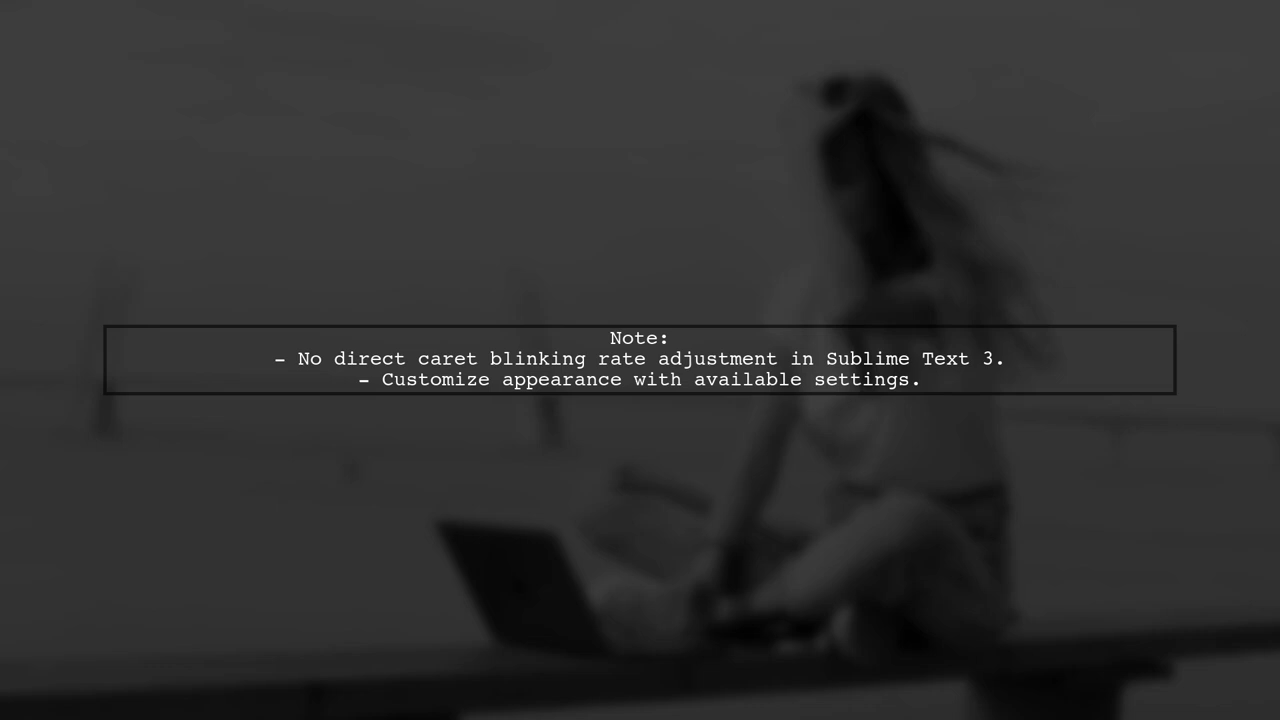 Note:
- No direct caret blinking rate adjustment in Sublime Text 3.
- Customize appearance with available settings.